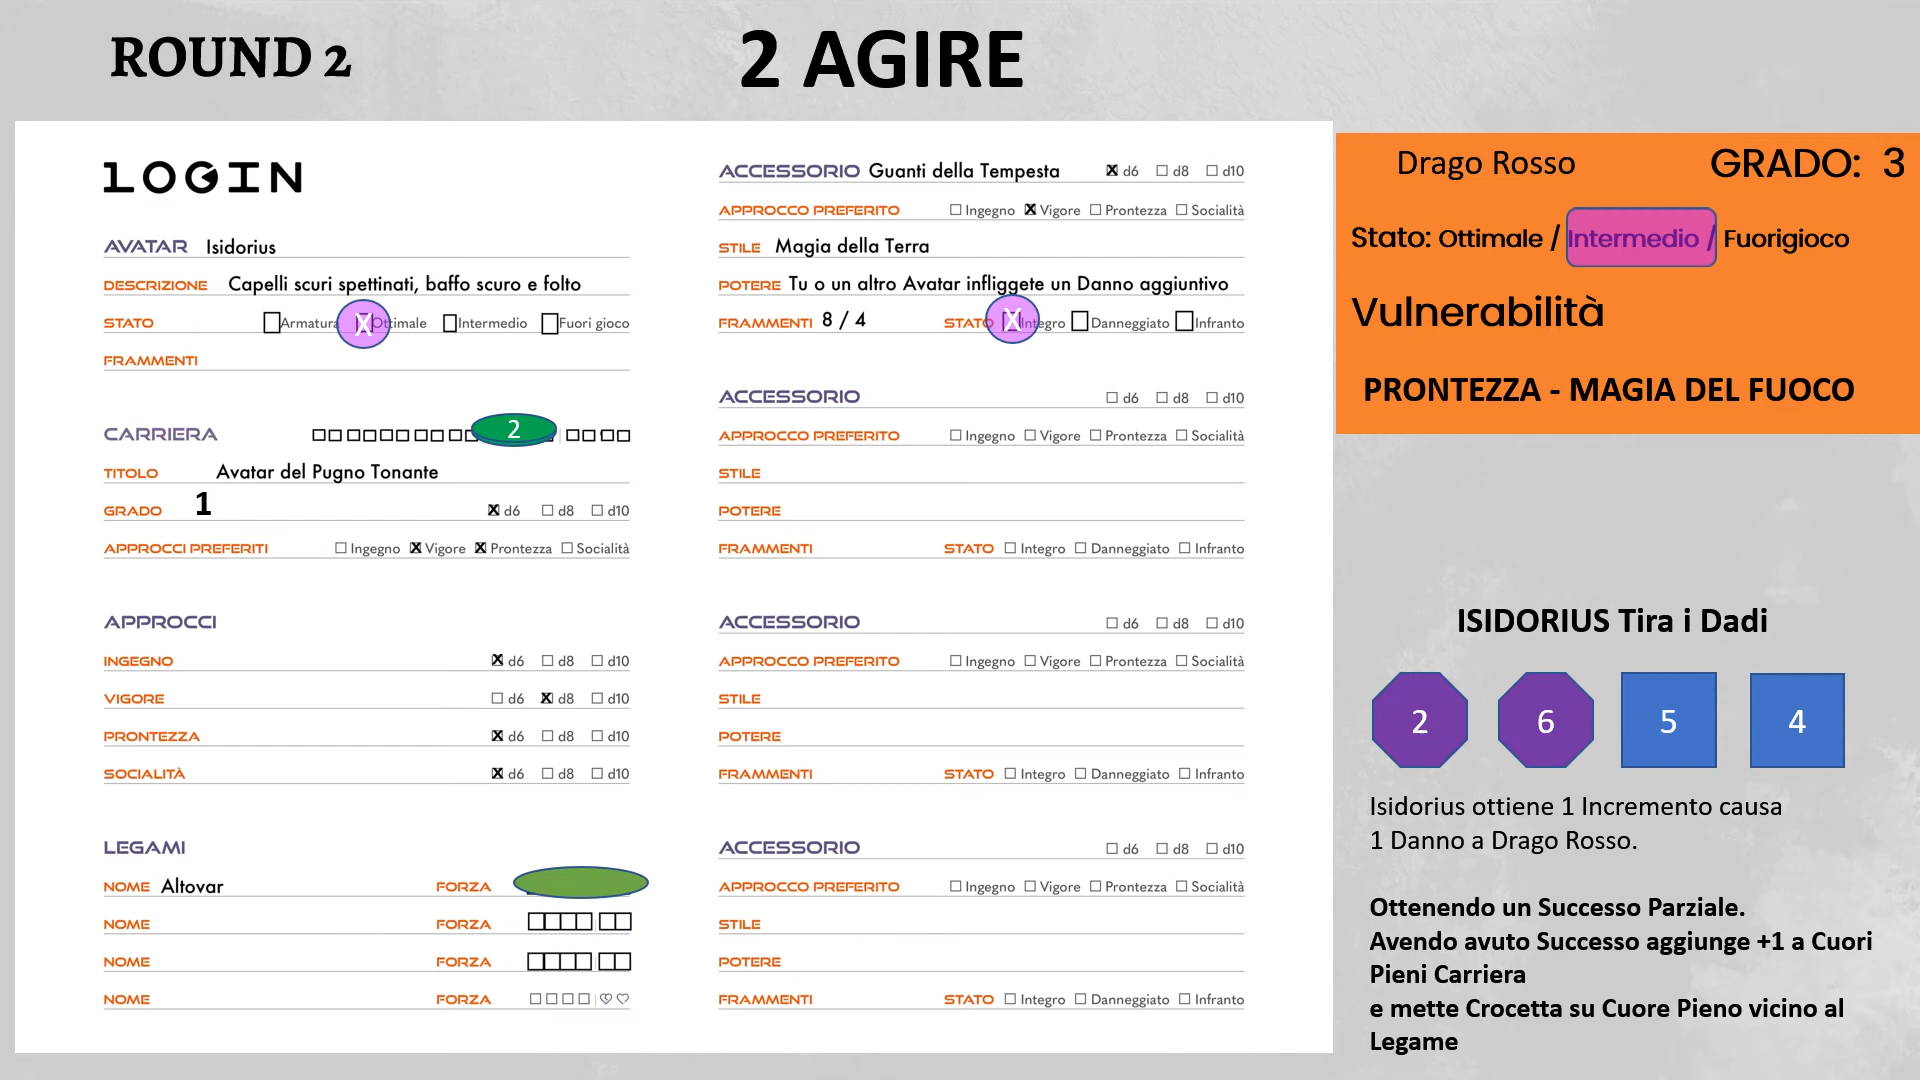 ROUND 2
2 AGIRE
LOGIN
AVATAR Isidorius
DESCRIZIONE Capelli scuri spettinati, baffo scuro e folto
STATO Armatura X Ottimale Intermedio Fuori gioco
FRAMMENTI
CARRIERA 2
TITOLO Avatar del Pugno Tonante
GRADO 1 X d6 d8 d10
APPROCCI PREFERITI Ingegno X Vigore X Prontezza Socialità
APPROCCI
INGEGNO X d6 d8 d10
VIGORE d6 X d8 d10
PRONTEZZA X d6 d8 d10
SOCIALITÀ X d6 d8 d10
LEGAMI
NOME Altovar FORZA
NOME FORZA
NOME FORZA
NOME FORZA
ACCESSORIO Guanti della Tempesta X d6 d8 d10
APPROCCO PREFERITO Ingegno X Vigore Prontezza Socialità
STILE Magia della Terra
POTERE Tu o un altro Avatar infliggete un Danno aggiuntivo
FRAMMENTI 8 / 4 STATO X Integro Danneggiato Infranto
ACCESSORIO d6 d8 d10
APPROCCO PREFERITO Ingegno Vigore Prontezza Socialità
STILE
POTERE
FRAMMENTI STATO Integro Danneggiato Infranto
ACCESSORIO d6 d8 d10
APPROCCO PREFERITO Ingegno Vigore Prontezza Socialità
STILE
POTERE
FRAMMENTI STATO Integro Danneggiato Infranto
ACCESSORIO d6 d8 d10
APPROCCO PREFERITO Ingegno Vigore Prontezza Socialità
STILE
POTERE
FRAMMENTI STATO Integro Danneggiato Infranto
Drago Rosso GRADO: 3
Stato: Ottimale / Intermedio / Fuorigioco
Vulnerabilità
PRONTEZZA - MAGIA DEL FUOCO
ISIDORIUS Tira i Dadi
2 6 5 4
Isidorius ottiene 1 Incremento causa
1 Danno a Drago Rosso.
Ottenendo un Successo Parziale.
Avendo avuto Successo aggiunge +1 a Cuori
Pieni Carriera
e mette Crocetta su Cuore Pieno vicino al
Legame